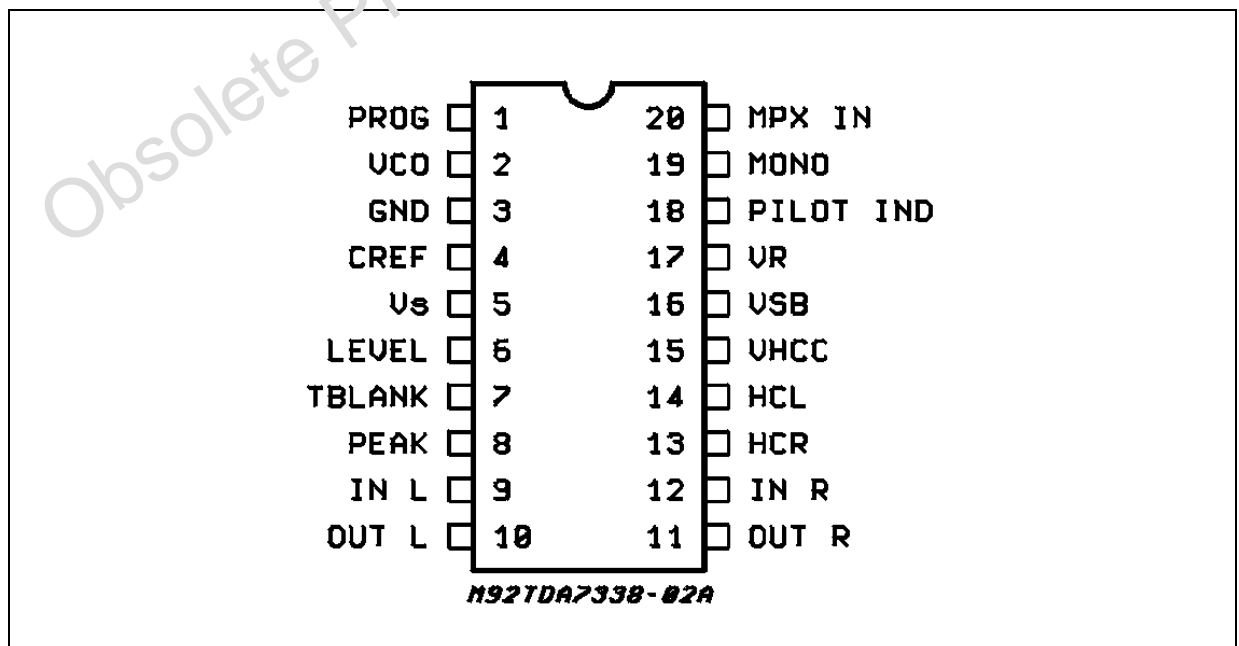 Obsolete Pr
PROG 1 20 MPX IN
VCO 2 19 MONO
GND 3 18 PILOT IND
CREF 4 17 VR
Vs 5 16 VSB
LEVEL 6 15 VHCC
TBLANK 7 14 HCL
PEAK 8 13 HCR
IN L 9 12 IN R
OUT L 10 11 OUT R
M92TDA7338-02A